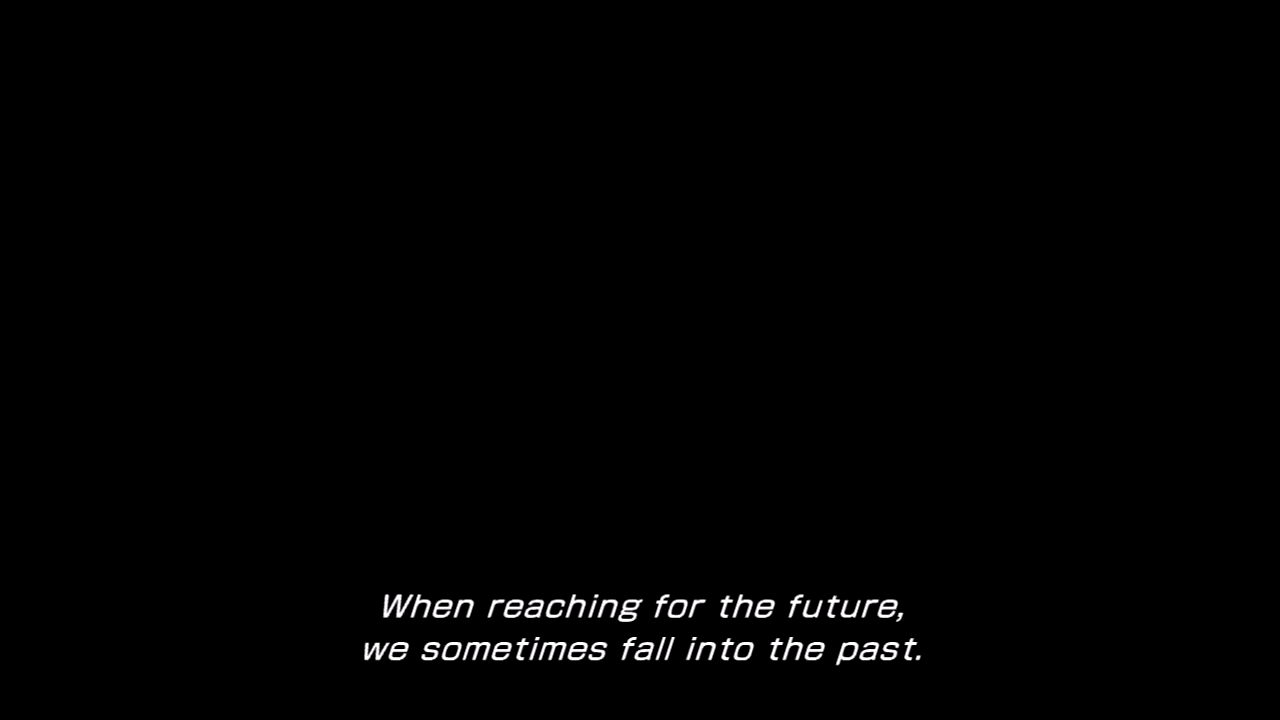 When reaching for the future,
we sometimes fall into the past.